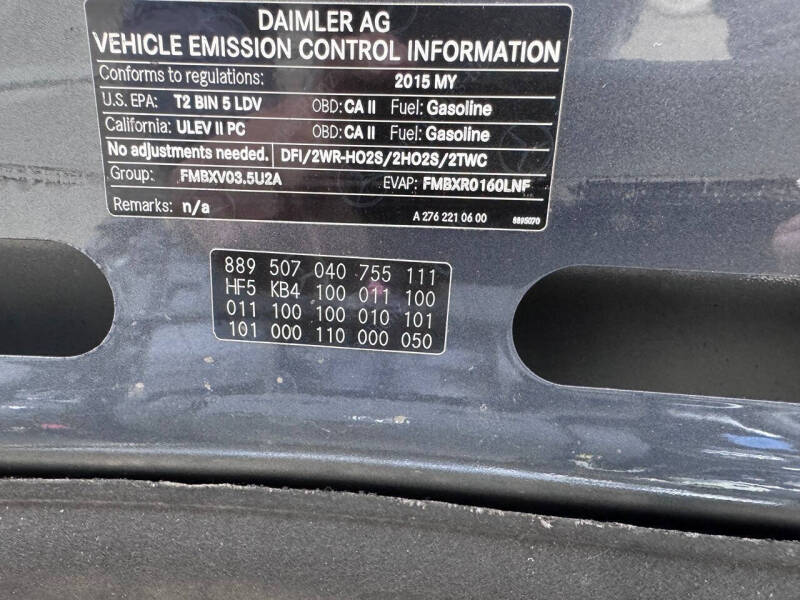 DAIMLER AG
VEHICLE EMISSION CONTROL INFORMATION
Conforms to regulations: 2015 MY
U.S. EPA: T2 BIN 5 LDV OBD: CA II Fuel: Gasoline
California: ULEV II PC OBD: CA II Fuel: Gasoline
No adjustments needed. DFI/2WR-HO2S/2HO2S/2TWC
Group: FMBXV03.5U2A EVAP: FMBXR0160LNF
Remarks: n/a A 276 221 06 00 8895070
889 507 040 755 111
HF5 KB4 100 011 100
011 100 100 010 101
101 000 110 000 050